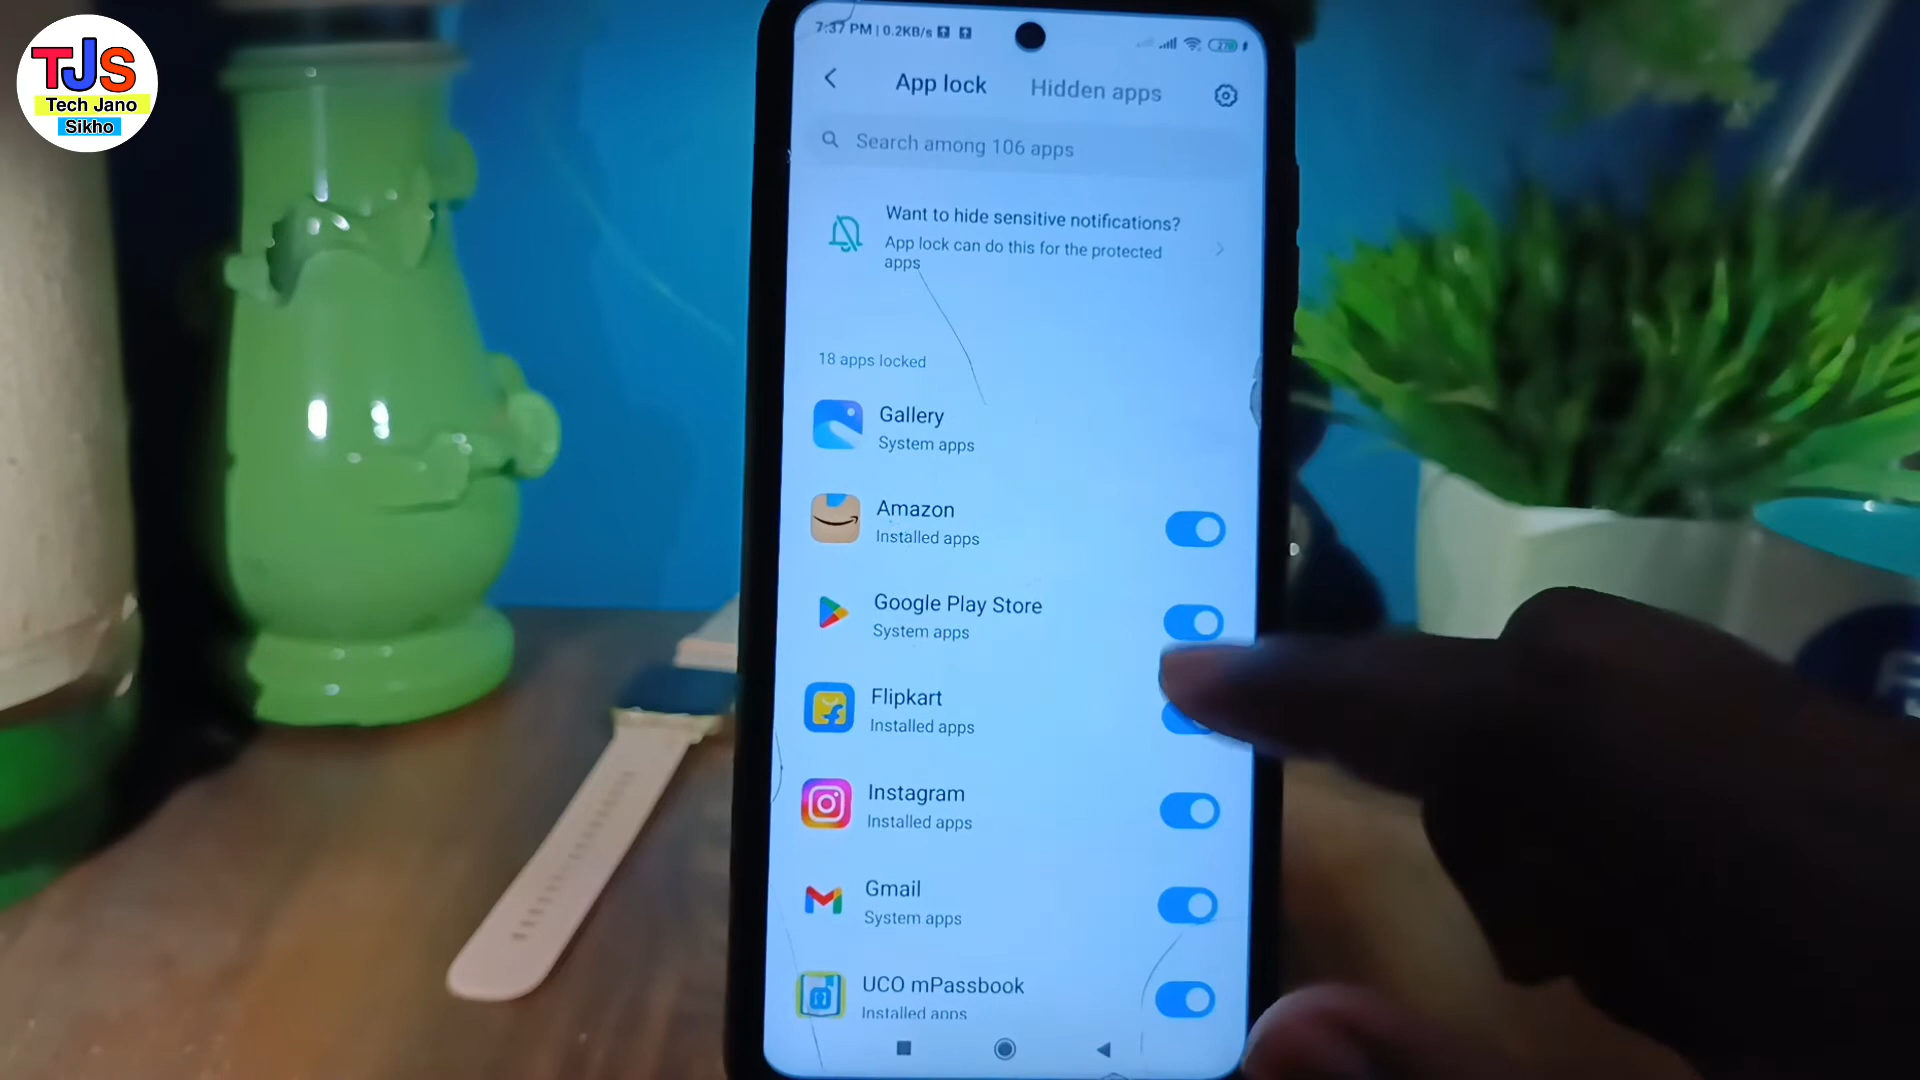 TJS
Tech Jano
Sikho
7:37 PM | 0.2KB/s
App lock
Hidden apps
Search among 106 apps
Want to hide sensitive notifications?
App lock can do this for the protected
apps
18 apps locked
Gallery
System apps
Amazon
Installed apps
Google Play Store
System apps
Flipkart
Installed apps
Instagram
Installed apps
Gmail
System apps
UCO mPassbook
Installed apps